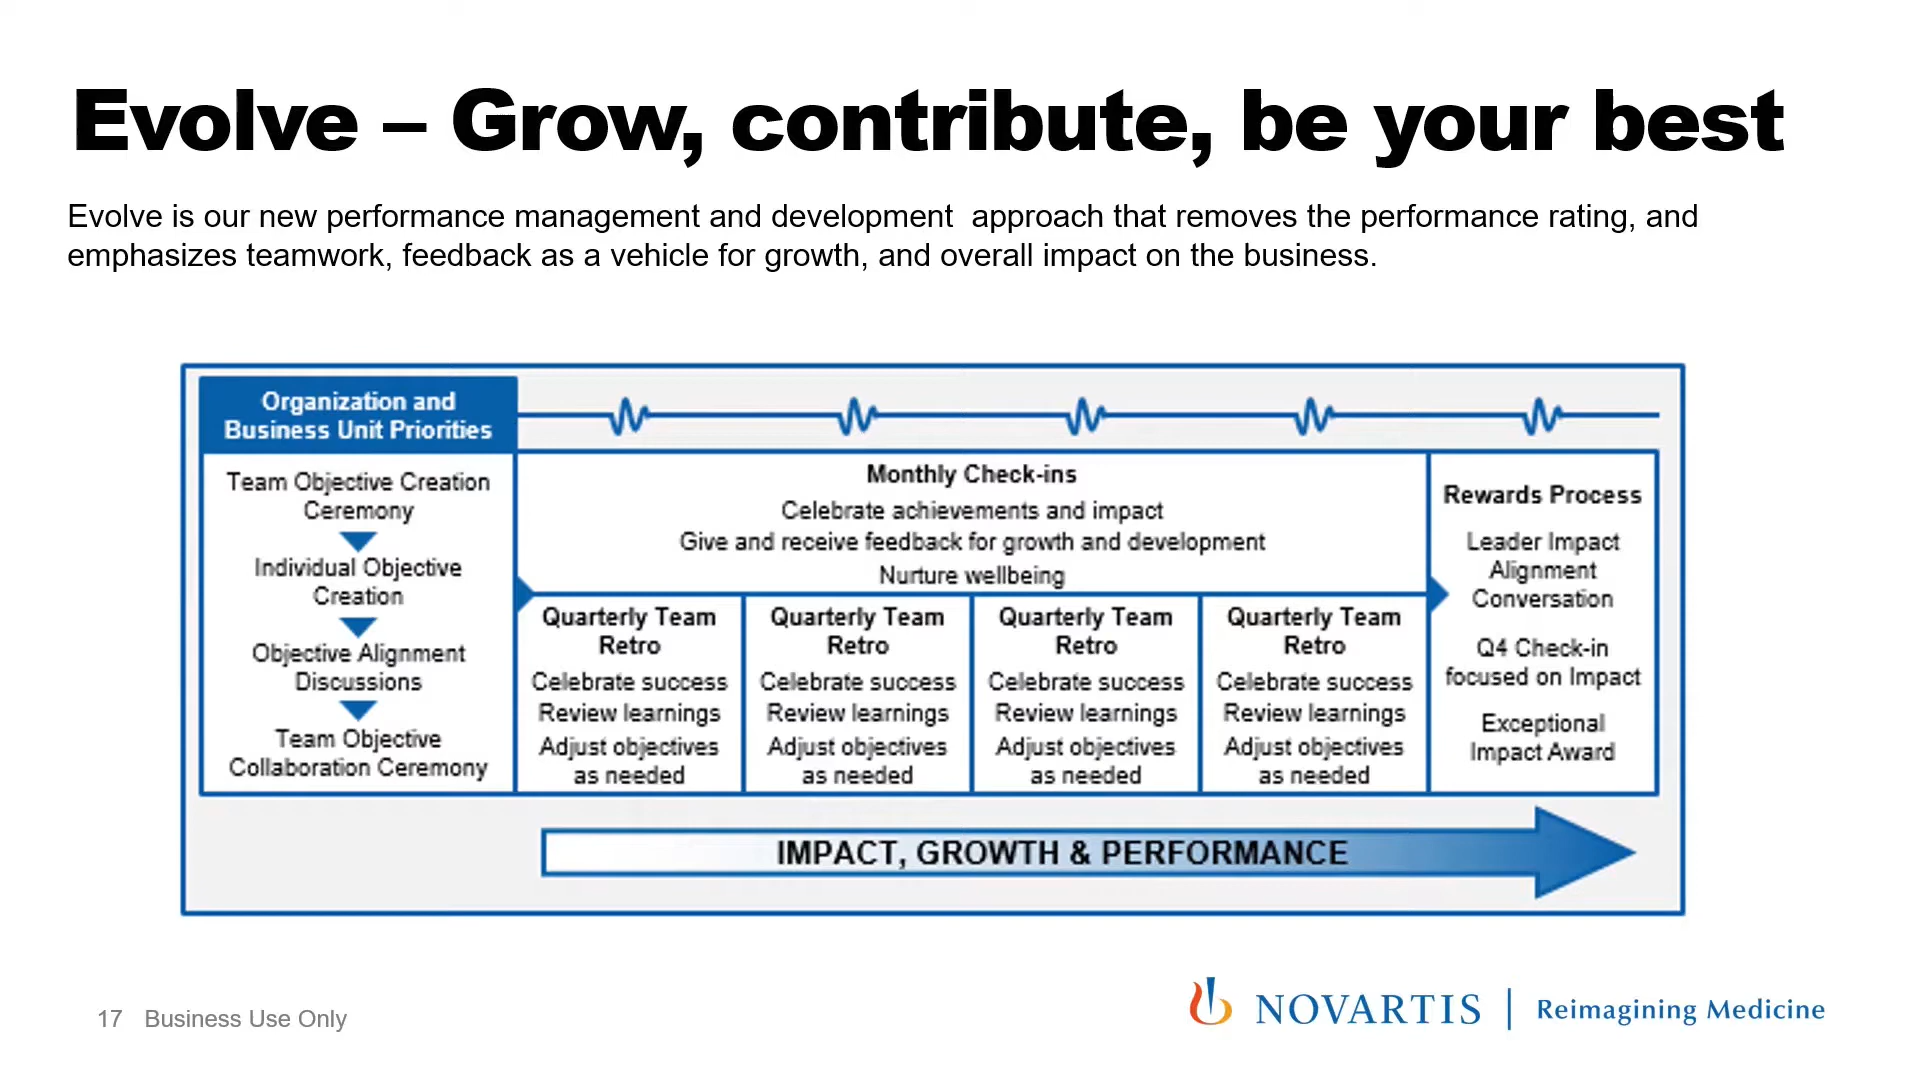 Evolve – Grow, contribute, be your best
Evolve is our new performance management and development  approach that removes the performance rating, and
emphasizes teamwork, feedback as a vehicle for growth, and overall impact on the business.
Organization and
Business Unit Priorities
Team Objective Creation
Ceremony
Individual Objective
Creation
Objective Alignment
Discussions
Team Objective
Collaboration Ceremony
Monthly Check-ins
Celebrate achievements and impact
Give and receive feedback for growth and development
Nurture wellbeing
Quarterly Team
Retro
Celebrate success
Review learnings
Adjust objectives
as needed
Quarterly Team
Retro
Celebrate success
Review learnings
Adjust objectives
as needed
Quarterly Team
Retro
Celebrate success
Review learnings
Adjust objectives
as needed
Quarterly Team
Retro
Celebrate success
Review learnings
Adjust objectives
as needed
Rewards Process
Leader Impact
Alignment
Conversation
Q4 Check-in
focused on Impact
Exceptional
Impact Award
IMPACT, GROWTH & PERFORMANCE
17 Business Use Only
NOVARTIS | Reimagining Medicine